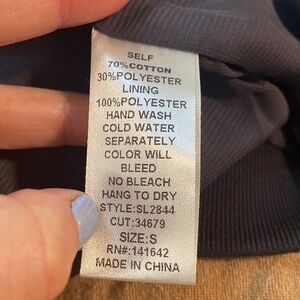 SELF
70%COTTON
30%POLYESTER
LINING
100%POLYESTER
HAND WASH
COLD WATER
SEPARATELY
COLOR WILL
BLEED
NO BLEACH
HANG TO DRY
STYLE:SL2844
CUT:34679
SIZE:S
RN#:141642
MADE IN CHINA